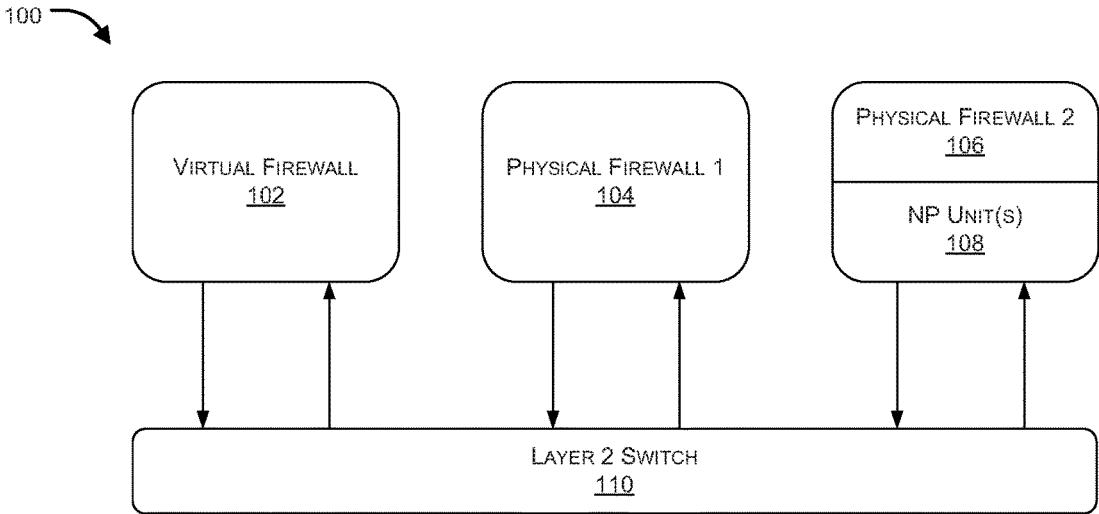 100
VIRTUAL FIREWALL
102
PHYSICAL FIREWALL 1
104
PHYSICAL FIREWALL 2
106
NP UNIT(S)
108
LAYER 2 SWITCH
110